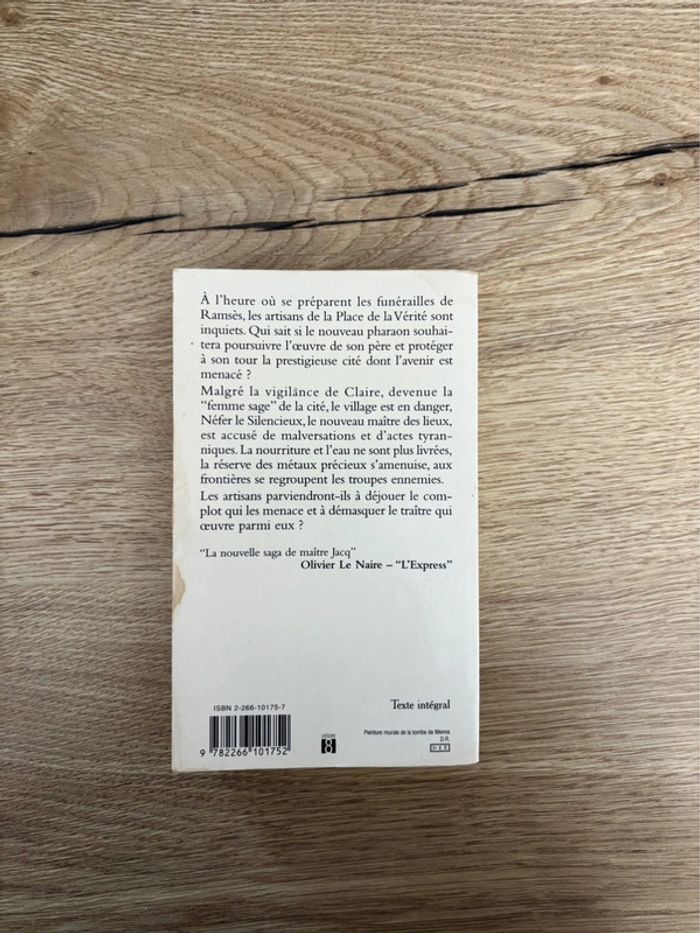 À l'heure où se préparent les funérailles de
Ramsès, les artisans de la Place de la Vérité sont
inquiets. Qui sait si le nouveau pharaon souhai-
tera poursuivre l'œuvre de son père et protéger
à son tour la prestigieuse cité dont l'avenir est
menacé ?
Malgré la vigilance de Claire, devenue la
"femme sage" de la cité, le village est en danger,
Néfer le Silencieux, le nouveau maître des lieux,
est accusé de malversations et d'actes tyran-
niques. La nourriture et l'eau ne sont plus livrées,
la réserve des métaux précieux s'amenuise, aux
frontières se regroupent les troupes ennemies.
Les artisans parviendront-ils à déjouer le com-
plot qui les menace et à démasquer le traître qui
œuvre parmi eux ?
"La nouvelle saga de maître Jacq"
Olivier Le Naire – "L'Express"
Texte intégral
ISBN 2-266-10175-7
9 782266 101752
8
Peinture murale de la tombe de Menna
D.R.